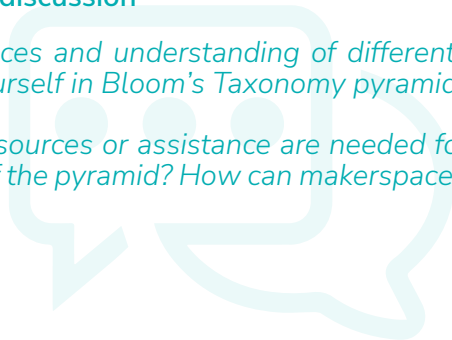 discussion
ces and understanding of different
urself in Bloom's Taxonomy pyramid
sources or assistance are needed fo
f the pyramid? How can makerspace